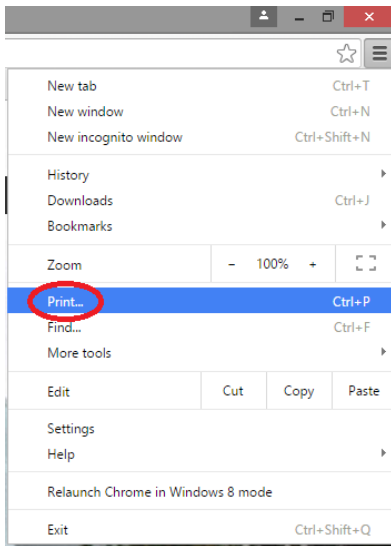 New tab Ctrl+T
New window Ctrl+N
New incognito window Ctrl+Shift+N
History
Downloads Ctrl+J
Bookmarks
Zoom - 100% +
Print... Ctrl+P
Find... Ctrl+F
More tools
Edit Cut Copy Paste
Settings
Help
Relaunch Chrome in Windows 8 mode
Exit Ctrl+Shift+Q